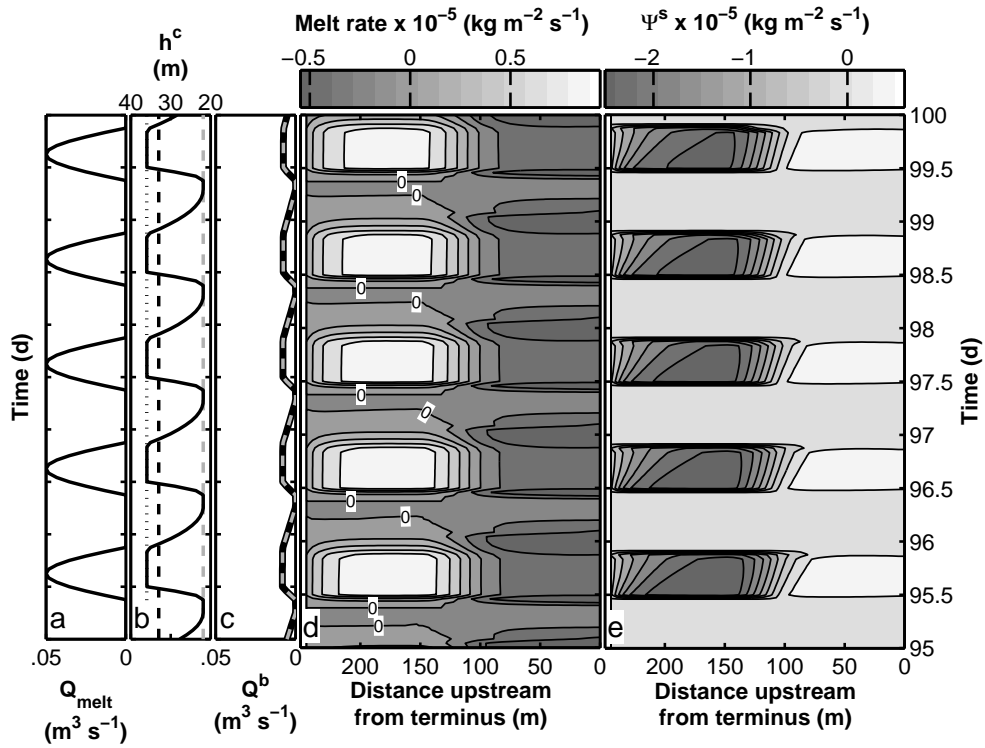 Melt rate x 10⁻⁵ (kg m⁻² s⁻¹)
Ψˢ x 10⁻⁵ (kg m⁻² s⁻¹)
hᶜ
(m)
−0.5 0 0.5
−2 −1 0
40 30 20
100
99.5
99
98.5
98
97.5
97
96.5
96
95.5
95
Time (d)
Time (d)
0 0
0 0
0 0
0 0
0 0
a b c d e
.05 0
.05 0
200 150 100 50 0
200 150 100 50 0
Q_melt
(m³ s⁻¹)
Qᵇ
(m³ s⁻¹)
Distance upstream
from terminus (m)
Distance upstream
from terminus (m)